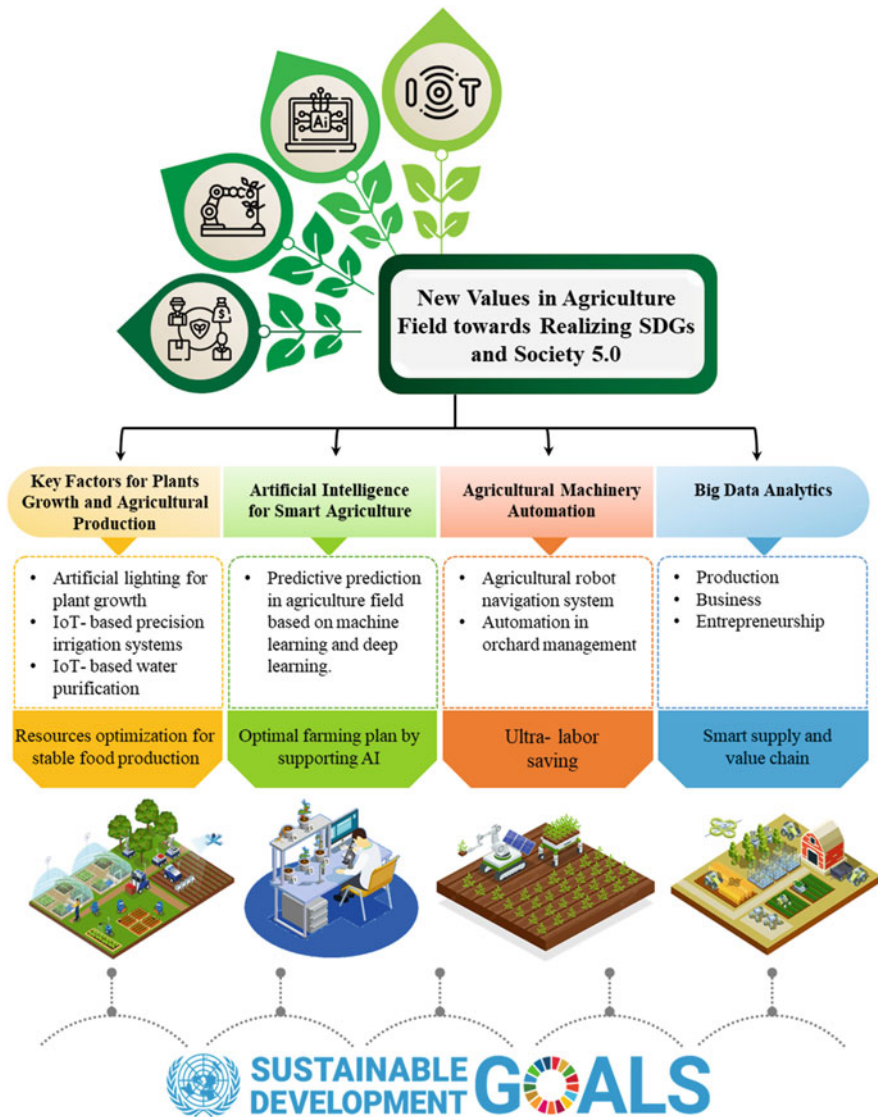 IOT
Ai
$
New Values in Agriculture
Field towards Realizing SDGs
and Society 5.0
Key Factors for Plants
Growth and Agricultural
Production
• Artificial lighting for
plant growth
• IoT- based precision
irrigation systems
• IoT- based water
purification
Resources optimization for
stable food production
Artificial Intelligence
for Smart Agriculture
• Predictive prediction
in agriculture field
based on machine
learning and deep
learning.
Optimal farming plan by
supporting AI
Agricultural Machinery
Automation
• Agricultural robot
navigation system
• Automation in
orchard management
Ultra- labor
saving
Big Data Analytics
• Production
• Business
• Entrepreneurship
Smart supply and
value chain
SUSTAINABLE
DEVELOPMENT
GOALS